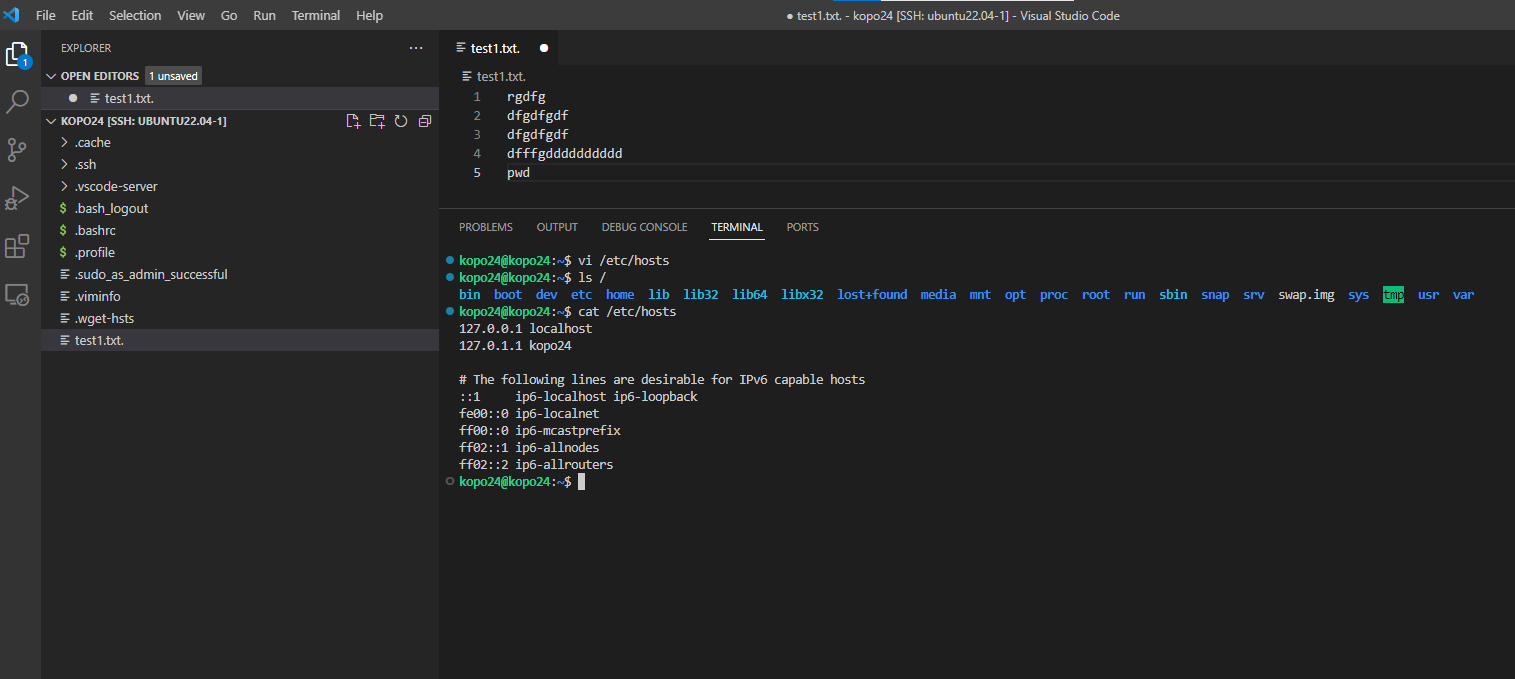 File Edit Selection View Go Run Terminal Help
● test1.txt. - kopo24 [SSH: ubuntu22.04-1] - Visual Studio Code
1
EXPLORER
OPEN EDITORS 1 unsaved
test1.txt.
KOPO24 [SSH: UBUNTU22.04-1]
.cache
.ssh
.vscode-server
$ .bash_logout
$ .bashrc
$ .profile
.sudo_as_admin_successful
.viminfo
.wget-hsts
test1.txt.
test1.txt.
test1.txt.
1 rgdfg
2 dfgdfgdf
3 dfgdfgdf
4 dfffgdddddddddd
5 pwd
PROBLEMS OUTPUT DEBUG CONSOLE TERMINAL PORTS
kopo24@kopo24:~$ vi /etc/hosts
kopo24@kopo24:~$ ls /
bin boot dev etc home lib lib32 lib64 libx32 lost+found media mnt opt proc root run sbin snap srv swap.img sys tmp usr var
kopo24@kopo24:~$ cat /etc/hosts
127.0.0.1 localhost
127.0.1.1 kopo24
# The following lines are desirable for IPv6 capable hosts
::1     ip6-localhost ip6-loopback
fe00::0 ip6-localnet
ff00::0 ip6-mcastprefix
ff02::1 ip6-allnodes
ff02::2 ip6-allrouters
kopo24@kopo24:~$